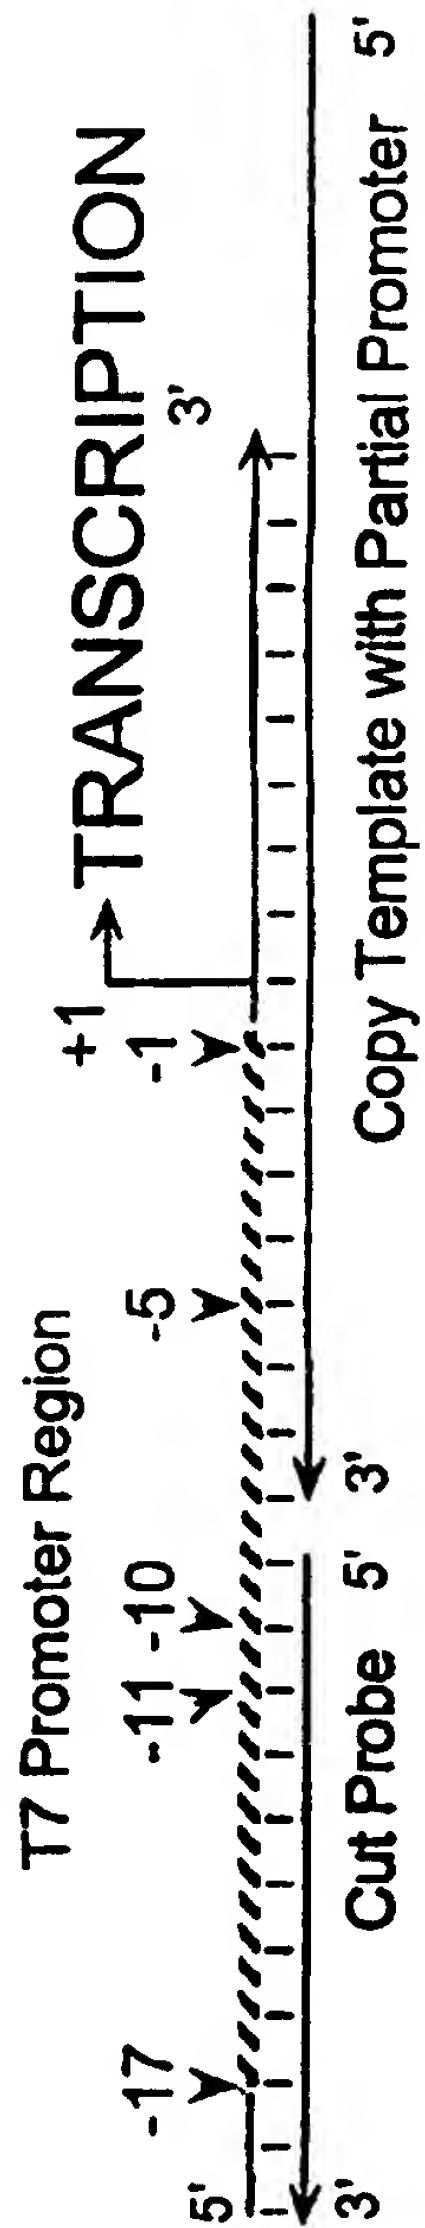 T7 Promoter Region
+1
-17 -11 -10 -5 -1 TRANSCRIPTION
5' 3'
3' 5' 3' 5'
Cut Probe Copy Template with Partial Promoter